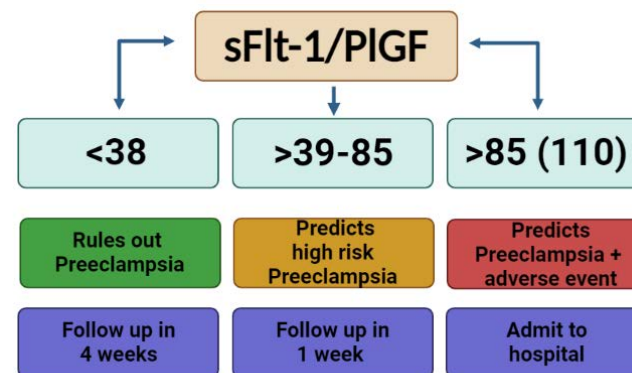 sFlt-1/PlGF
<38
>39-85
>85 (110)
Rules out
Preeclampsia
Predicts
high risk
Preeclampsia
Predicts
Preeclampsia +
adverse event
Follow up in
4 weeks
Follow up in
1 week
Admit to
hospital